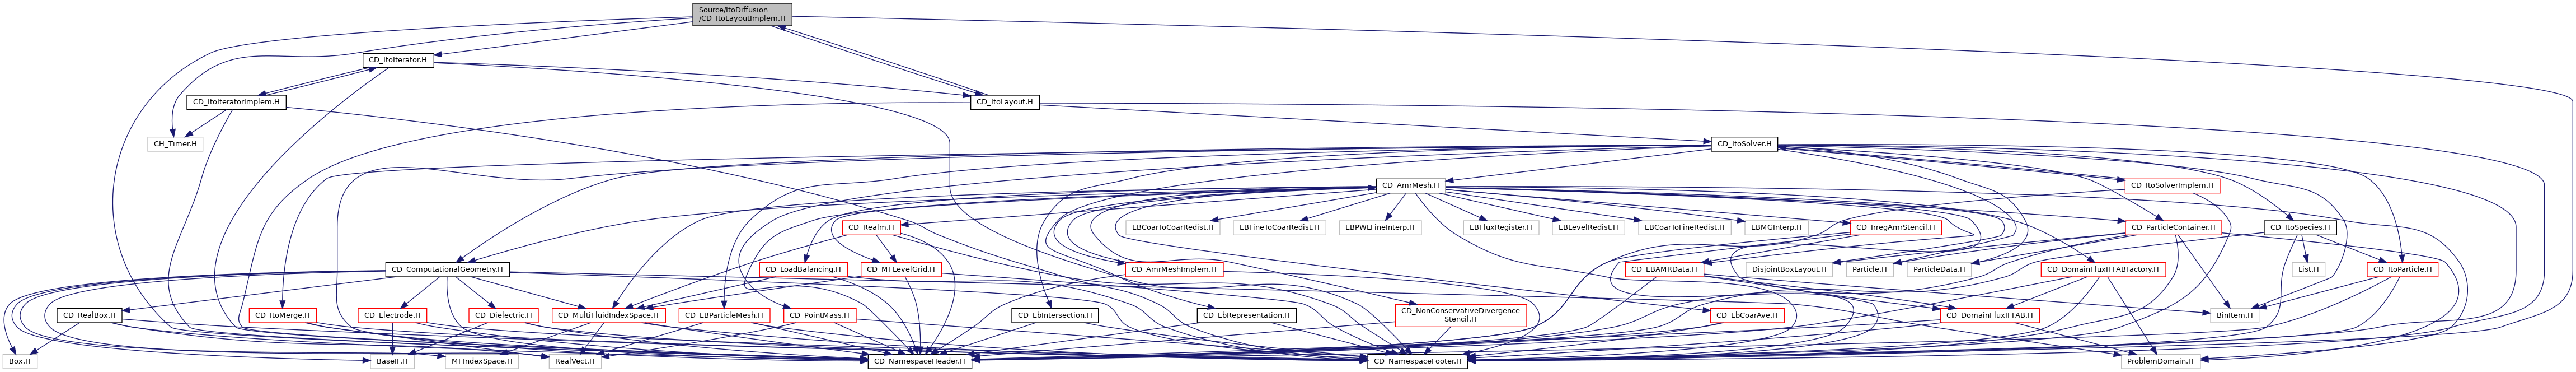 Source/ItoDiffusion
/CD_ItoLayoutImplem.H
CD_ItoIterator.H
CD_ItoIteratorImplem.H
CD_ItoLayout.H
CH_Timer.H
CD_ItoSolver.H
CD_AmrMesh.H
CD_ItoSolverImplem.H
CD_Realm.H
EBCoarToCoarRedist.H
EBFineToCoarRedist.H
EBPWLFineInterp.H
EBFluxRegister.H
EBLevelRedist.H
EBCoarToFineRedist.H
EBMGInterp.H
CD_IrregAmrStencil.H
CD_ParticleContainer.H
CD_ItoSpecies.H
CD_ComputationalGeometry.H
CD_LoadBalancing.H
CD_MFLevelGrid.H
CD_AmrMeshImplem.H
CD_EBAMRData.H
DisjointBoxLayout.H
Particle.H
ParticleData.H
CD_DomainFluxIFFABFactory.H
List.H
CD_ItoParticle.H
CD_RealBox.H
CD_ItoMerge.H
CD_Electrode.H
CD_Dielectric.H
CD_MultiFluidIndexSpace.H
CD_EBParticleMesh.H
CD_PointMass.H
CD_EbIntersection.H
CD_EbRepresentation.H
CD_NonConservativeDivergence
Stencil.H
CD_EbCoarAve.H
CD_DomainFluxIFFAB.H
BinItem.H
Box.H
BaseIF.H
MFIndexSpace.H
RealVect.H
CD_NamespaceHeader.H
CD_NamespaceFooter.H
ProblemDomain.H